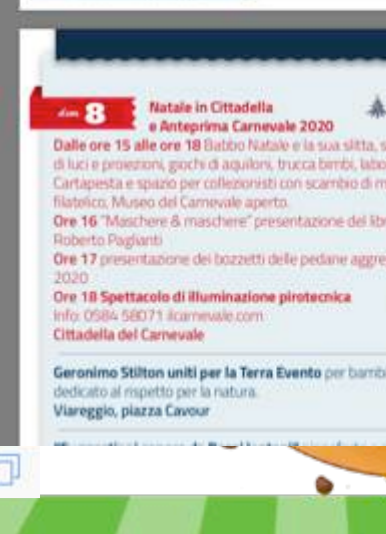 dom 8
Natale in Cittadella
e Anteprima Carnevale 2020
Dalle ore 15 alle ore 18 Babbo Natale e la sua slitta, s
di luci e proiezioni, giochi di aquiloni, trucca bimbi, labo
Cartapesta e spazio per collezionisti con scambio di m
filatelico, Museo del Carnevale aperto.
Ore 16 "Maschere & maschere" presentazione del libr
Roberto Paglianti
Ore 17 presentazione dei bozzetti delle pedane aggre
2020
Ore 18 Spettacolo di illuminazione pirotecnica
Info: 0584 58071 ilcarnevale.com
Cittadella del Carnevale
Geronimo Stilton uniti per la Terra Evento per bambi
dedicato al rispetto per la natura.
Viareggio, piazza Cavour